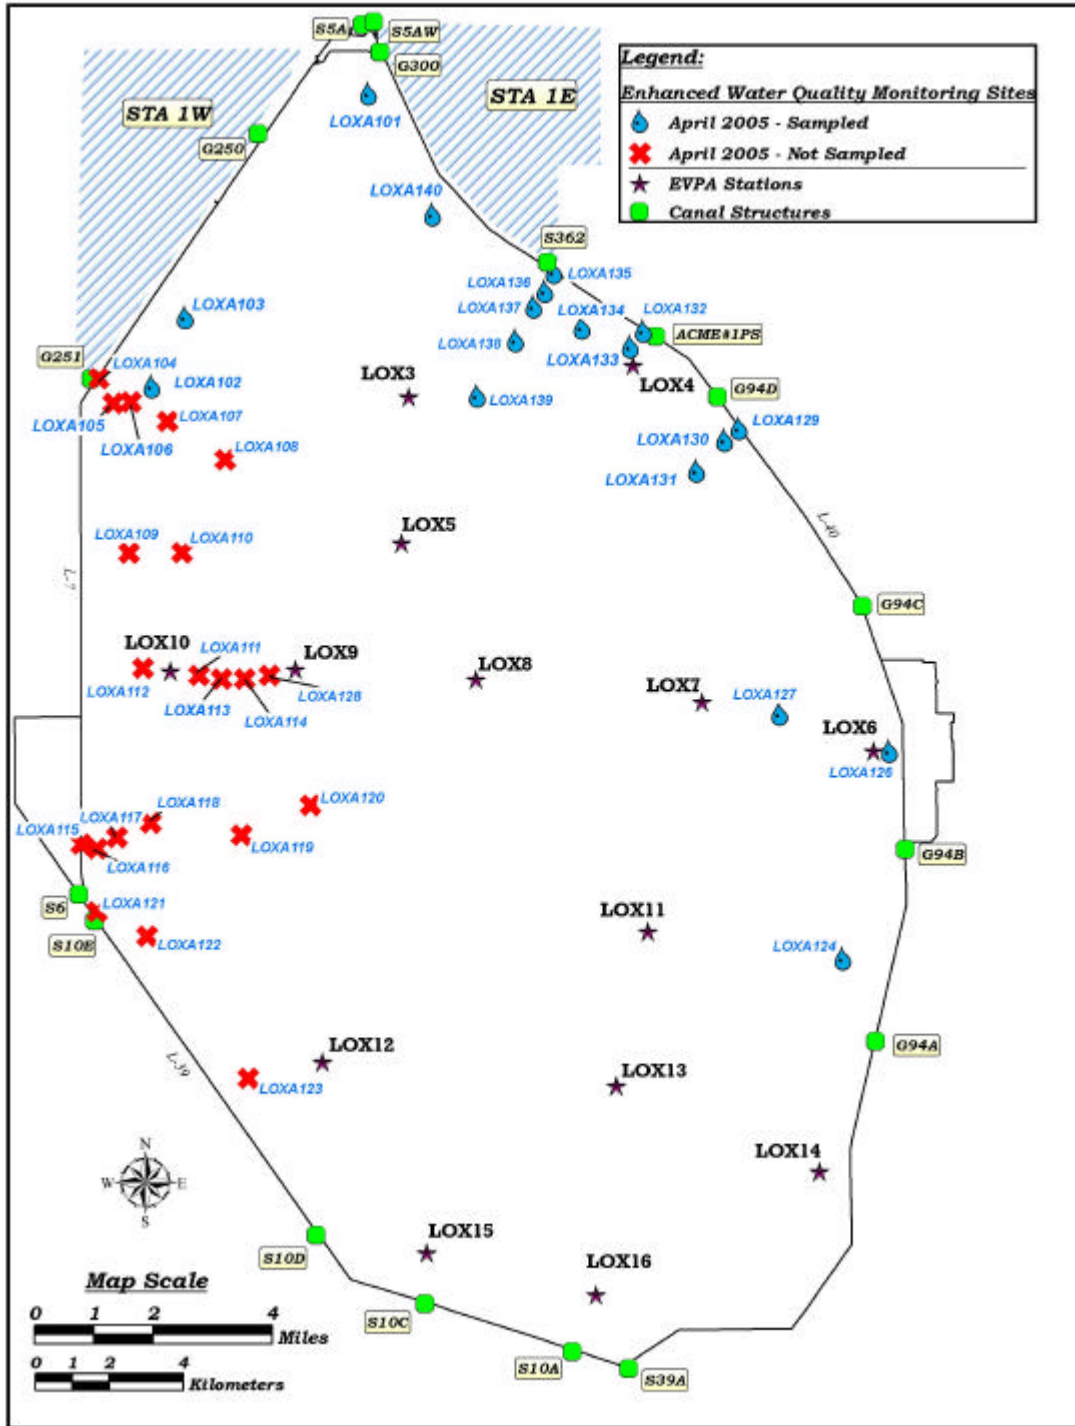 S5A
S5AW
G300
Legend:
Enhanced Water Quality Monitoring Sites
April 2005 - Sampled
April 2005 - Not Sampled
EVPA Stations
Canal Structures
STA 1W
STA 1E
LOXA101
G250
LOXA140
S362
LOXA135
LOXA136
LOXA137
LOXA134
LOXA132
LOXA103
ACME#1PS
LOXA138
LOXA133
G251
LOXA104
LOXA102
LOX3
LOX4
G94D
LOXA139
LOXA105
LOXA107
LOXA106
LOXA108
LOXA129
LOXA130
LOXA131
LOX5
LOXA109
LOXA110
L-40
L-7
G94C
LOX10
LOXA111
LOX9
LOX8
LOXA112
LOXA128
LOXA113
LOXA114
LOX7
LOXA127
LOX6
LOXA126
LOXA118
LOXA120
LOXA117
LOXA115
LOXA119
LOXA116
G94B
S6
LOXA121
LOX11
S10E
LOXA122
LOXA124
G94A
LOX12
L-39
LOXA123
LOX13
N
W
E
S
LOX14
LOX15
S10D
LOX16
Map Scale
0 1 2 4
Miles
S10C
0 1 2 4
Kilometers
S10A
S39A